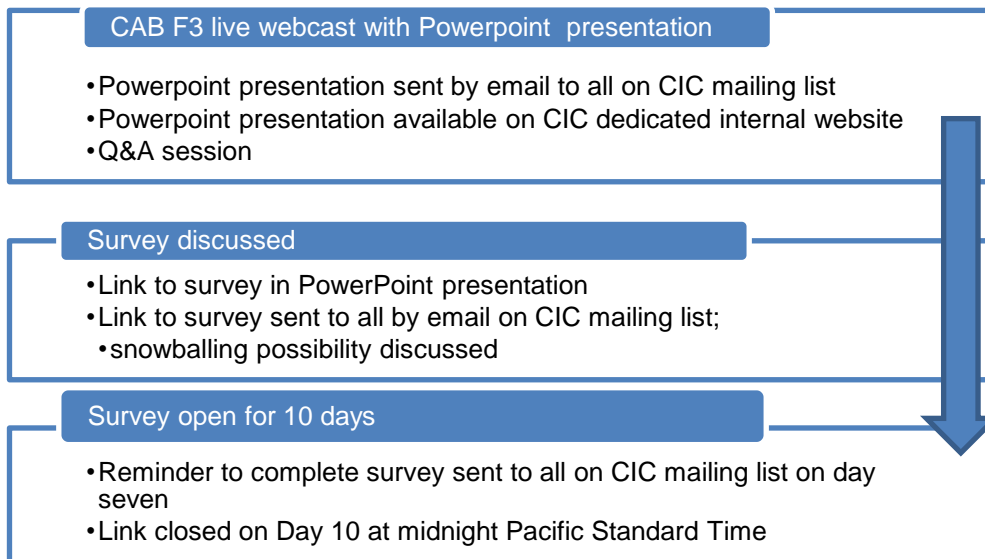 CAB F3 live webcast with Powerpoint presentation
•Powerpoint presentation sent by email to all on CIC mailing list
•Powerpoint presentation available on CIC dedicated internal website
•Q&A session
Survey discussed
•Link to survey in PowerPoint presentation
•Link to survey sent to all by email on CIC mailing list;
•snowballing possibility discussed
Survey open for 10 days
•Reminder to complete survey sent to all on CIC mailing list on day
seven
•Link closed on Day 10 at midnight Pacific Standard Time